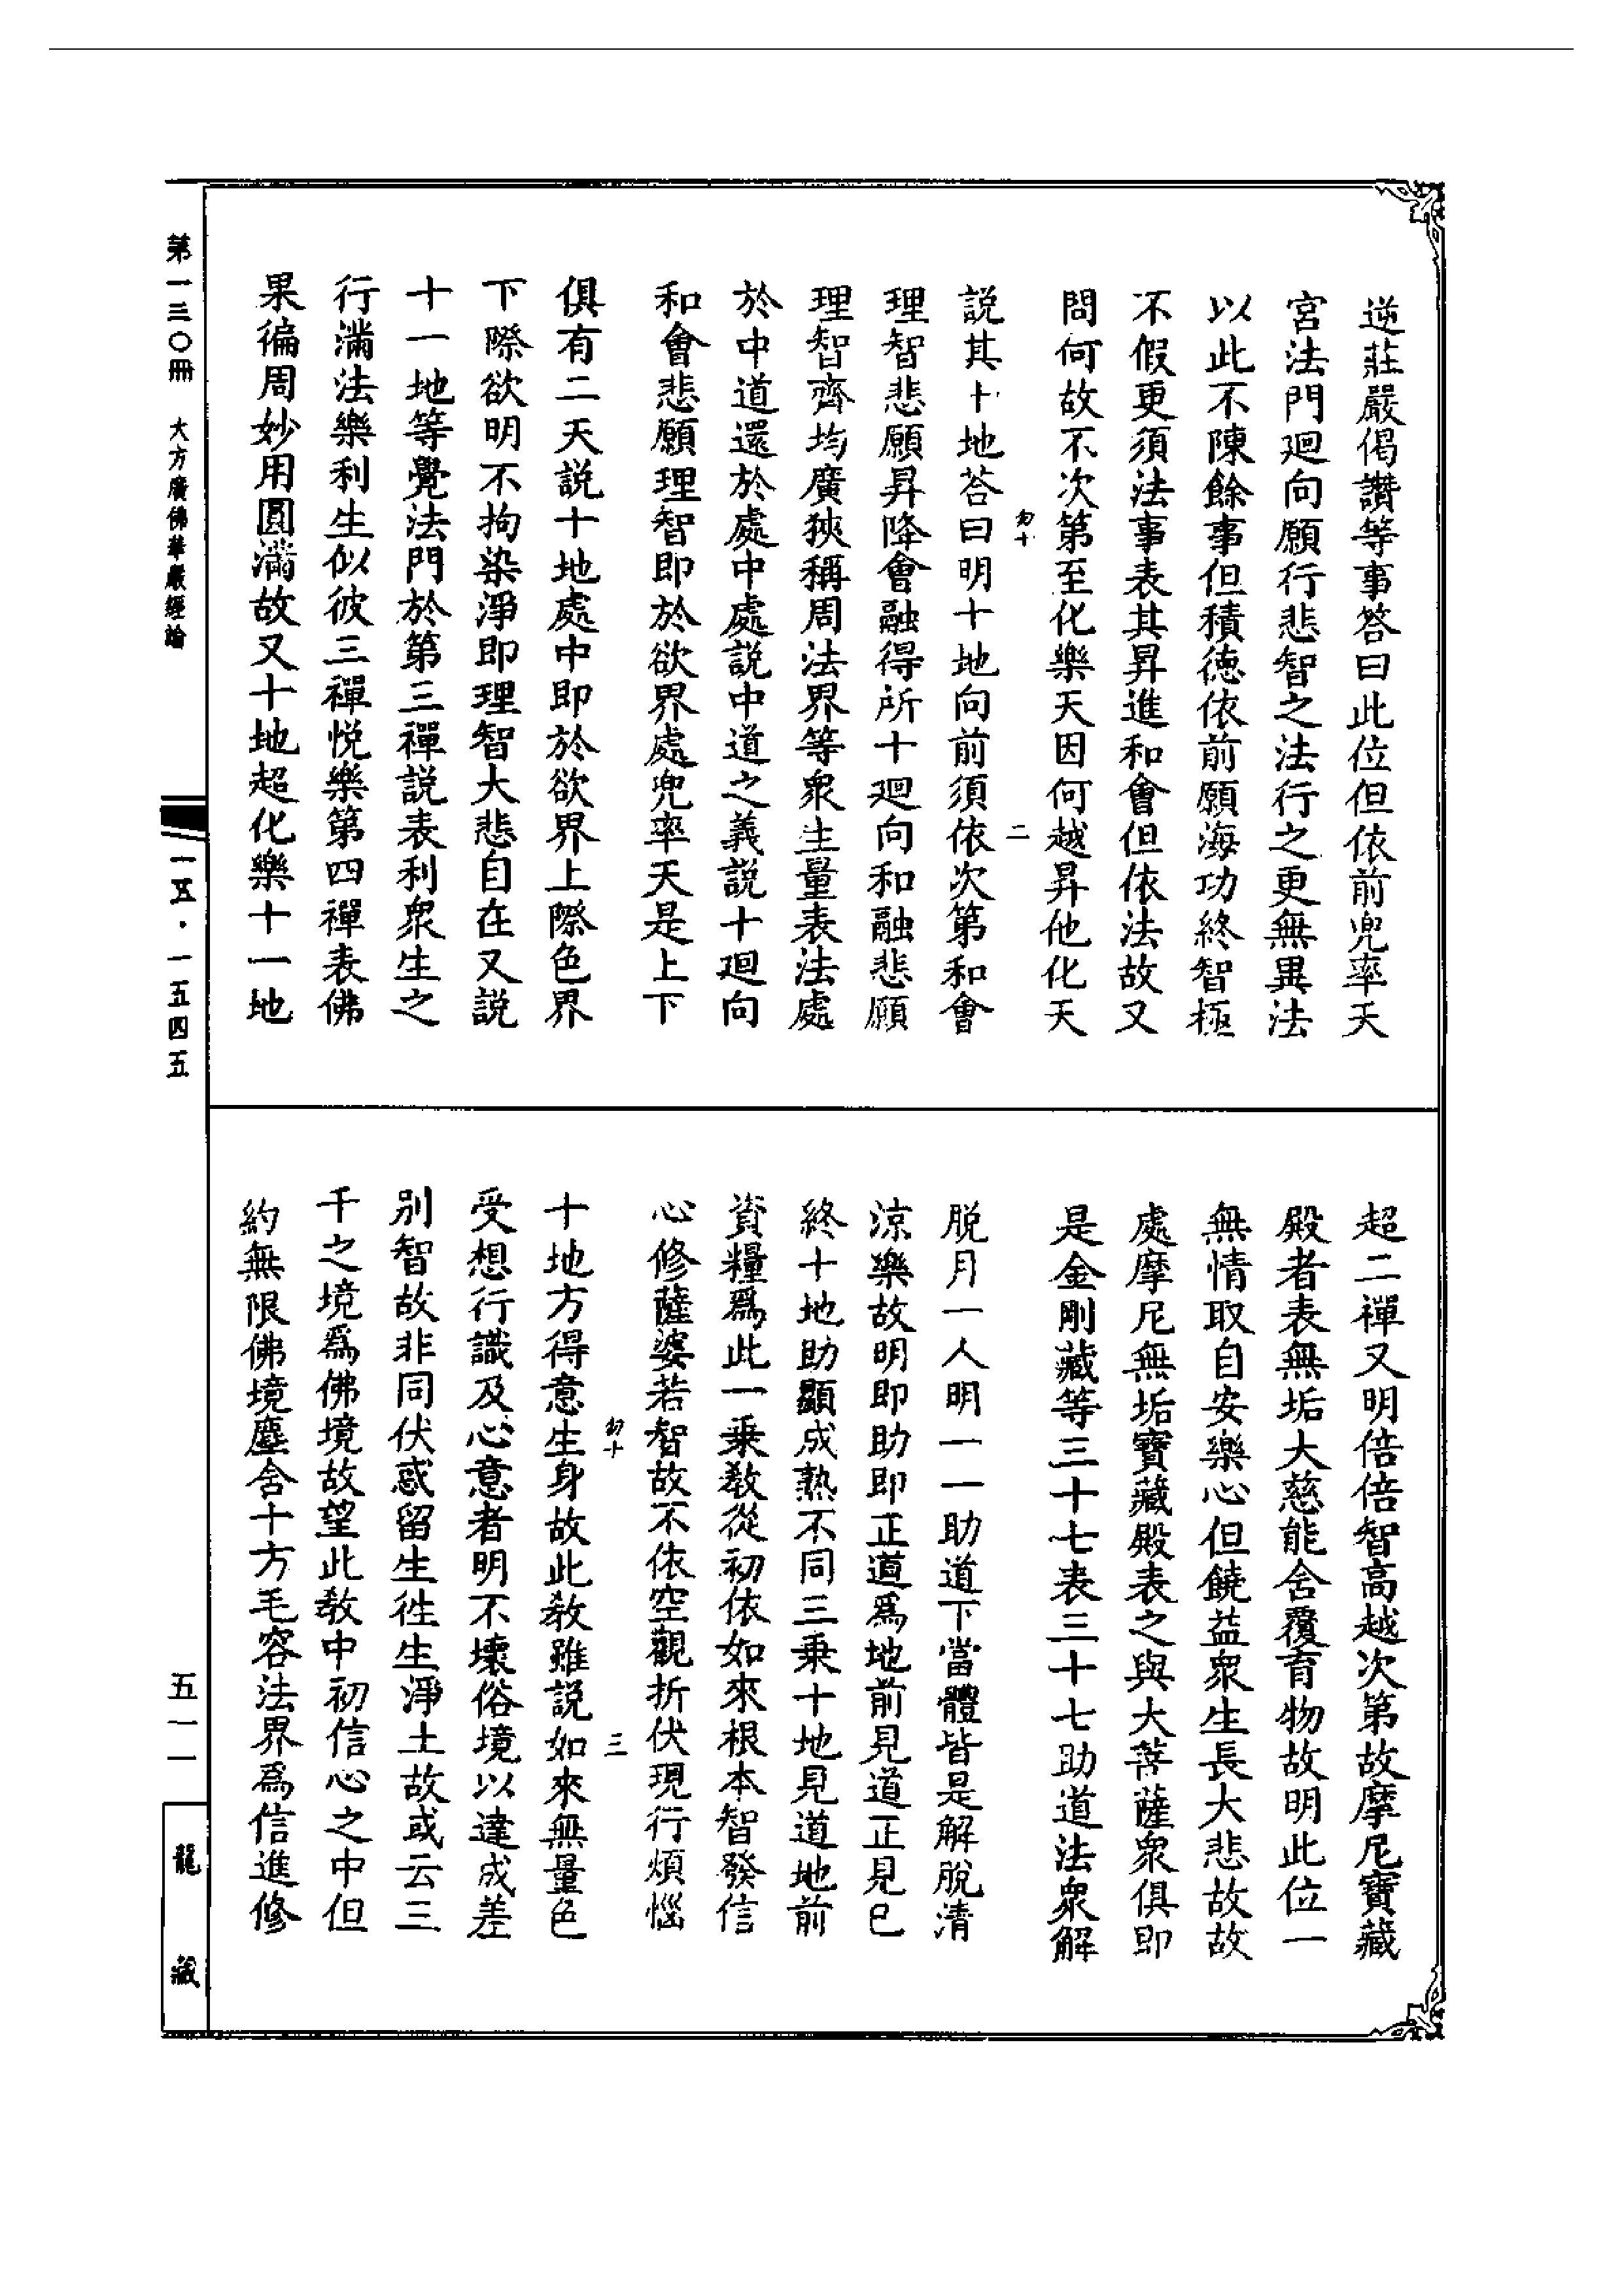 逆莊嚴偈讚等事答曰此位但依前兜率天
宮法門廻向願行悲智之法行之更無異法
以此不陳餘事但積德依前願海功終智極
不假更須法事表其昇進和會但依法故又
問何故不次第至化樂天因何越昇他化天
二
說其十地荅曰明十地向前須依次第和會
理智悲願昇降會融得所十廻向和融悲願
理智齊均廣狹稱周法界等衆生量表法處
於中道還於處中處說中道之義說十廻向
和會悲願理智即於欲界處兜率天是上下
俱有二天說十地處中即於欲界上際色界
下際欲明不拘染淨即理智大悲自在又說
十一地等覺法門於第三禪說表利衆生之
行滿法樂利生似彼三禪悅樂第四禪表佛
果徧周妙用圓滿故又十地超化樂十一地
超二禪又明倍倍智高越次第故摩尼寶藏
殿者表無垢大慈能含覆育物故明此位一
無情取自安樂心但饒益衆生長大悲故故
處摩尼無垢寶藏殿表之與大菩薩衆俱即
是金剛藏等三十七表三十七助道法衆解
脫月一人明一一助道下當體皆是解脫清
涼樂故明即助即正道爲地前見道正見已
終十地助顯成熟不同三乘十地見道地前
資糧爲此一乘教從初依如來根本智發信
心修薩婆若智故不依空觀折伏現行煩惱
三
十地方得意生身故此教雖說如來無量色
受想行識及心意者明不壞俗境以達成差
別智故非同伏惑留生徃生淨土故或云三
千之境爲佛境故望此教中初信心之中但
約無限佛境塵含十方毛容法界爲信進修
第一三〇冊 大方廣佛華嚴經論
一五·一五四五
五一一
龍藏